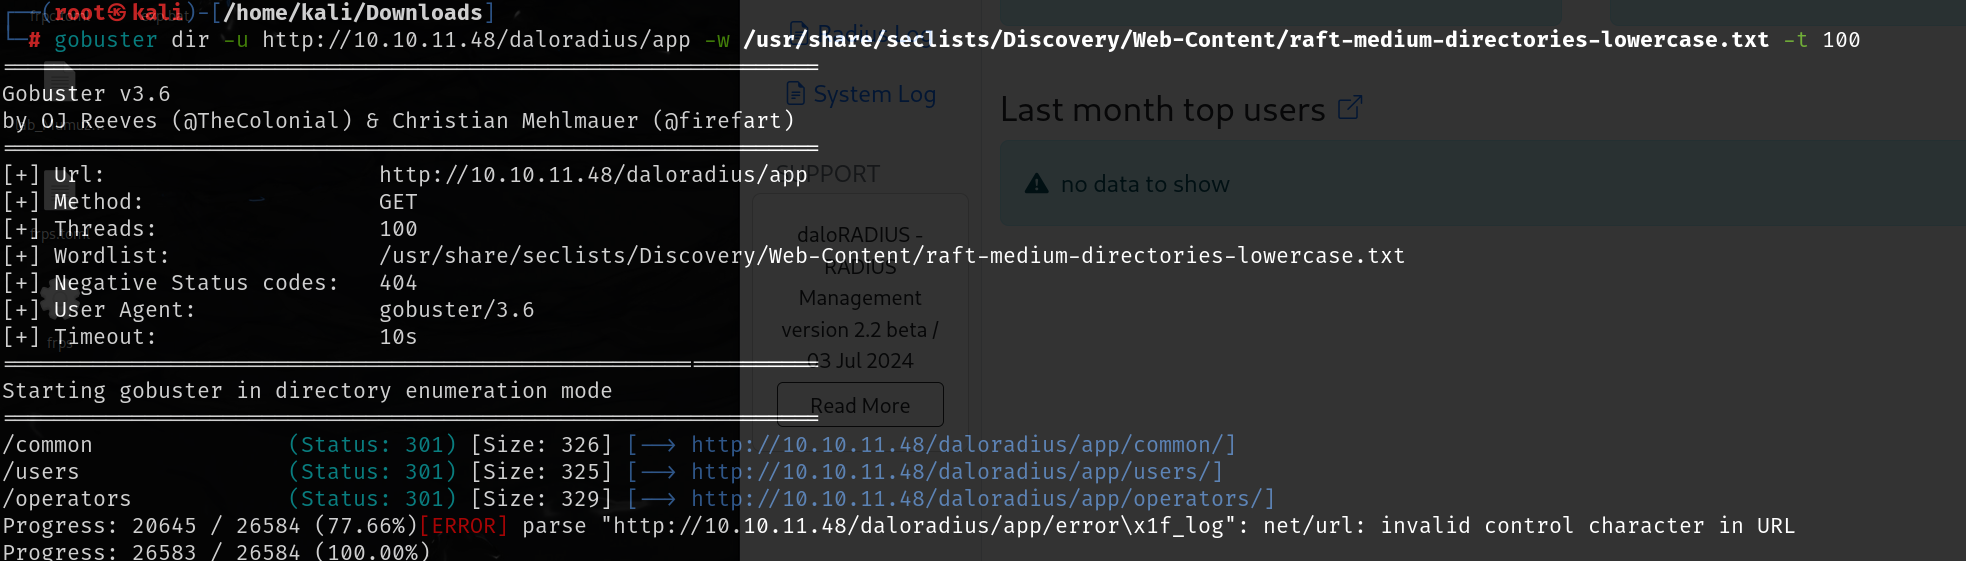 ┌──(root㉿kali)-[/home/kali/Downloads]
└─# gobuster dir -u http://10.10.11.48/daloradius/app -w /usr/share/seclists/Discovery/Web-Content/raft-medium-directories-lowercase.txt -t 100
===============================================================
Gobuster v3.6
by OJ Reeves (@TheColonial) & Christian Mehlmauer (@firefart)
===============================================================
[+] Url:                     http://10.10.11.48/daloradius/app
[+] Method:                  GET
[+] Threads:                 100
[+] Wordlist:                /usr/share/seclists/Discovery/Web-Content/raft-medium-directories-lowercase.txt
[+] Negative Status codes:   404
[+] User Agent:              gobuster/3.6
[+] Timeout:                 10s
===============================================================
Starting gobuster in directory enumeration mode
===============================================================
/common               (Status: 301) [Size: 326] [--> http://10.10.11.48/daloradius/app/common/]
/users                (Status: 301) [Size: 325] [--> http://10.10.11.48/daloradius/app/users/]
/operators            (Status: 301) [Size: 329] [--> http://10.10.11.48/daloradius/app/operators/]
Progress: 20645 / 26584 (77.66%)[ERROR] parse "http://10.10.11.48/daloradius/app/error\x1f_log": net/url: invalid control character in URL
Progress: 26583 / 26584 (100.00%)
System Log
SUPPORT
daloRADIUS -
RADIUS
Management
version 2.2 beta /
03 Jul 2024
Read More
Last month top users
no data to show
frps